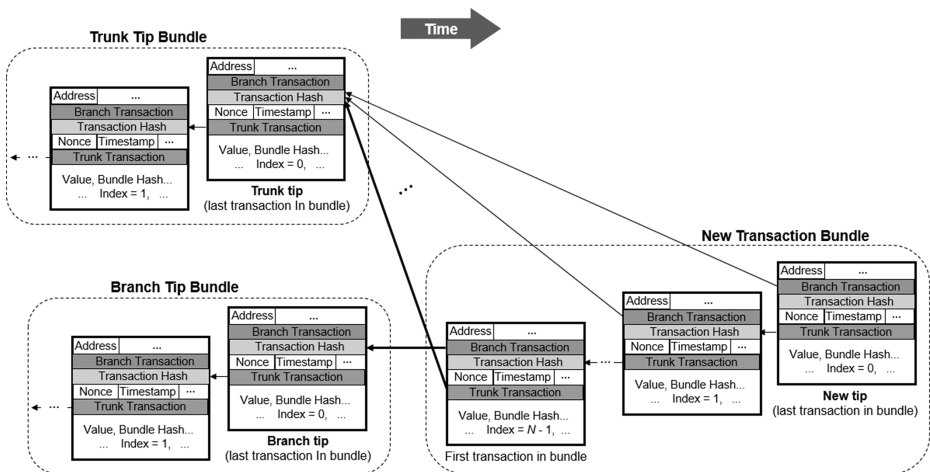 Time
Trunk Tip Bundle
Address ...
Branch Transaction
Transaction Hash
Nonce Timestamp ...
Trunk Transaction
Value, Bundle Hash...
... Index = 1, ...
...
Address ...
Branch Transaction
Transaction Hash
Nonce Timestamp ...
Trunk Transaction
Value, Bundle Hash...
... Index = 0, ...
Trunk tip
(last transaction In bundle)
...
Branch Tip Bundle
Address ...
Branch Transaction
Transaction Hash
Nonce Timestamp ...
Trunk Transaction
Value, Bundle Hash...
... Index = 1, ...
...
Address ...
Branch Transaction
Transaction Hash
Nonce Timestamp ...
Trunk Transaction
Value, Bundle Hash...
... Index = 0, ...
Branch tip
(last transaction In bundle)
New Transaction Bundle
Address ...
Branch Transaction
Transaction Hash
Nonce Timestamp ...
Trunk Transaction
Value, Bundle Hash...
... Index = N - 1, ...
First transaction in bundle
...
Address ...
Branch Transaction
Transaction Hash
Nonce Timestamp ...
Trunk Transaction
Value, Bundle Hash...
... Index = 1, ...
Address ...
Branch Transaction
Transaction Hash
Nonce Timestamp ...
Trunk Transaction
Value, Bundle Hash...
... Index = 0, ...
New tip
(last transaction in bundle)